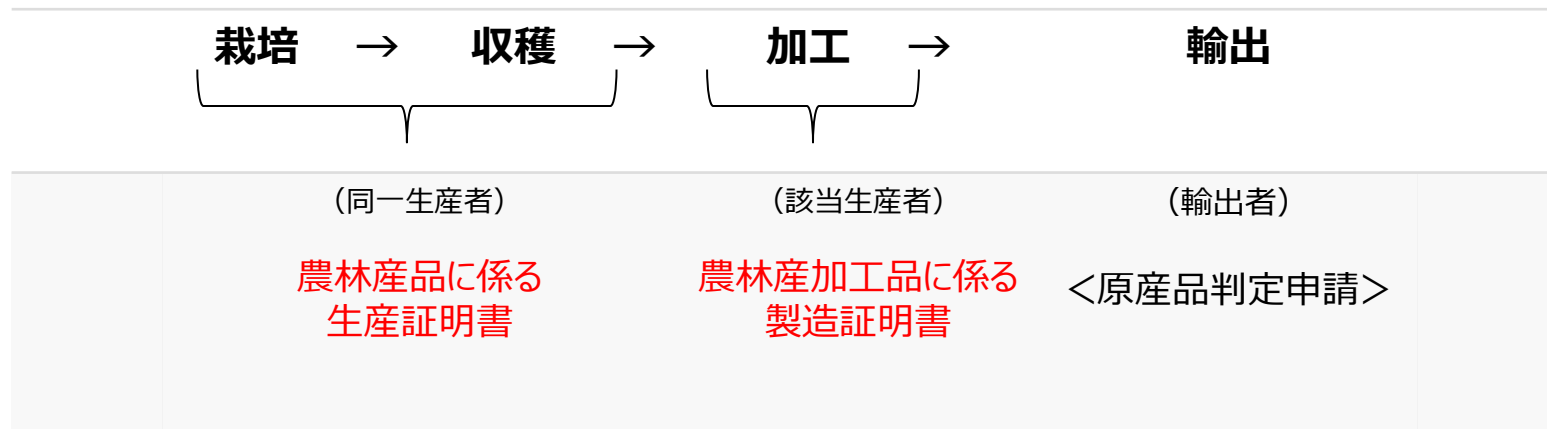 栽培 → 収穫 → 加工 → 輸出
（同一生産者） （該当生産者） （輸出者）
農林産品に係る 農林産加工品に係る ＜原産品判定申請＞
生産証明書 製造証明書